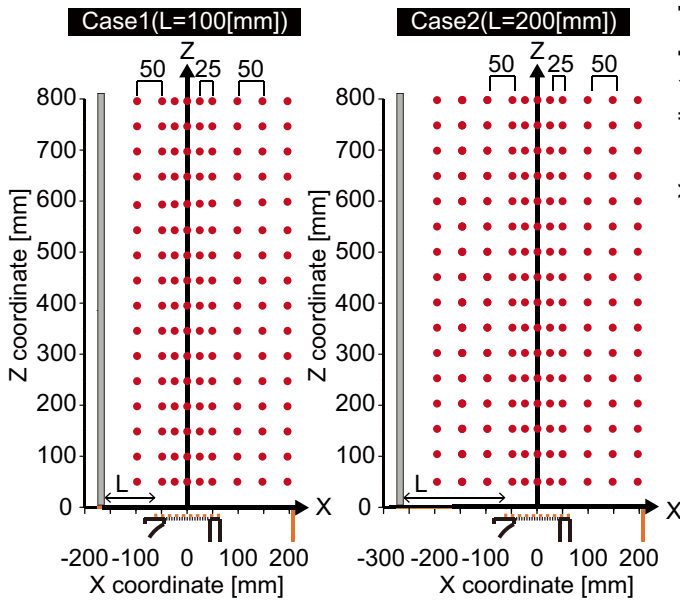 Case1(L=100[mm])
Z
50 25 50
800
700
600
500
400
300
200
100
0
Z coordinate [mm]
L
X
-200 -100 0 100 200
X coordinate [mm]
Case2(L=200[mm])
Z
50 25 50
800
700
600
500
400
300
200
100
0
Z coordinate [mm]
L
X
-300 -200 -100 0 100 200
X coordinate [mm]